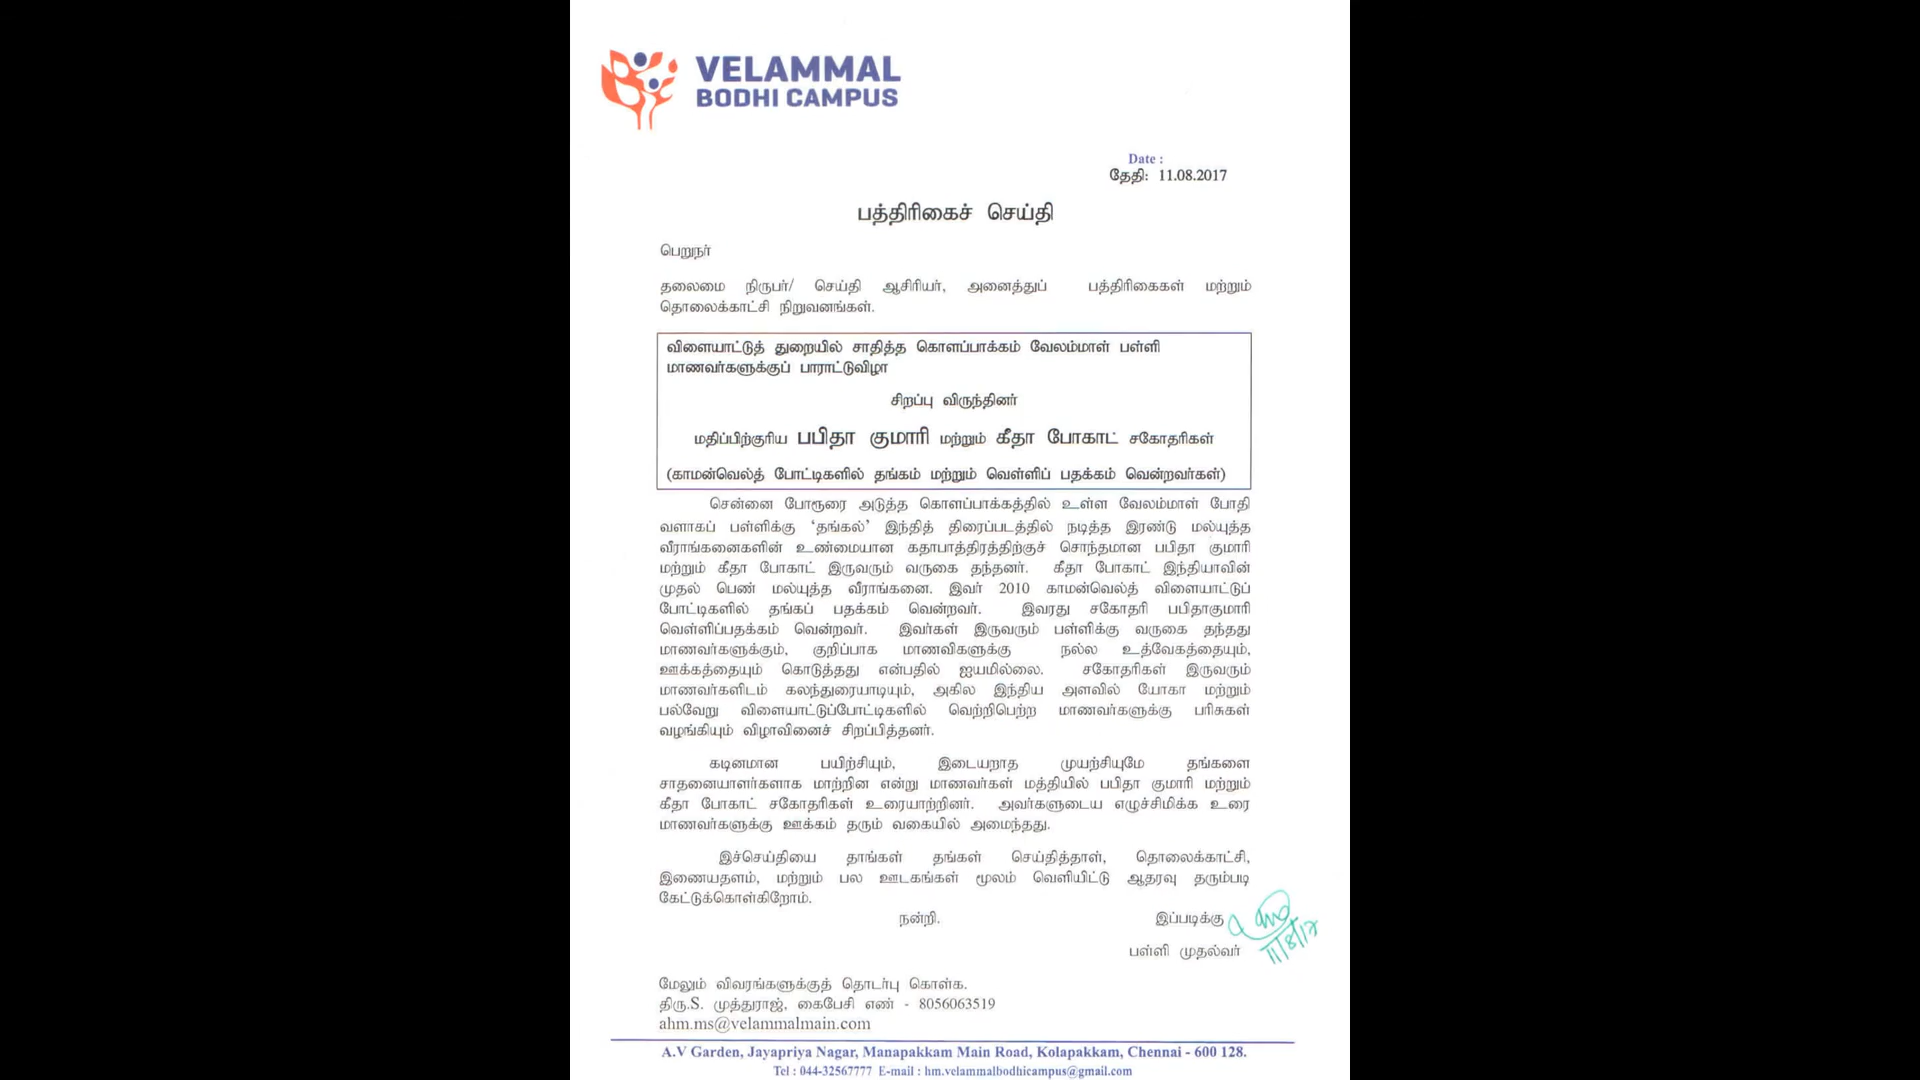 VELAMMAL
BODHI CAMPUS
Date :
தேதி: 11.08.2017
பத்திரிகைச் செய்தி
பெறுநர்
தலைமை நிருபர்/ செய்தி ஆசிரியர், அனைத்துப் பத்திரிகைகள் மற்றும்
தொலைக்காட்சி நிறுவனங்கள்.
விளையாட்டுத் துறையில் சாதித்த கொளப்பாக்கம் வேலம்மாள் பள்ளி
மாணவர்களுக்குப் பாராட்டுவிழா
சிறப்பு விருந்தினர்
மதிப்பிற்குரிய பபிதா குமாரி மற்றும் கீதா போகாட் சகோதரிகள்
(காமன்வெல்த் போட்டிகளில் தங்கம் மற்றும் வெள்ளிப் பதக்கம் வென்றவர்கள்)
சென்னை போரூரை அடுத்த கொளப்பாக்கத்தில் உள்ள வேலம்மாள் போதி
வளாகப் பள்ளிக்கு ‘தங்கல்’ இந்தித் திரைப்படத்தில் நடித்த இரண்டு மல்யுத்த
வீராங்கனைகளின் உண்மையான கதாபாத்திரத்திற்குச் சொந்தமான பபிதா குமாரி
மற்றும் கீதா போகாட் இருவரும் வருகை தந்தனர். கீதா போகாட் இந்தியாவின்
முதல் பெண் மல்யுத்த வீராங்கனை. இவர் 2010 காமன்வெல்த் விளையாட்டுப்
போட்டிகளில் தங்கப் பதக்கம் வென்றவர். இவரது சகோதரி பபிதாகுமாரி
வெள்ளிப்பதக்கம் வென்றவர். இவர்கள் இருவரும் பள்ளிக்கு வருகை தந்தது
மாணவர்களுக்கும், குறிப்பாக மாணவிகளுக்கு நல்ல உத்வேகத்தையும்,
ஊக்கத்தையும் கொடுத்தது என்பதில் ஐயமில்லை. சகோதரிகள் இருவரும்
மாணவர்களிடம் கலந்துரையாடியும், அகில இந்திய அளவில் யோகா மற்றும்
பல்வேறு விளையாட்டுப்போட்டிகளில் வெற்றிபெற்ற மாணவர்களுக்கு பரிசுகள்
வழங்கியும் விழாவினைச் சிறப்பித்தனர்.
கடினமான பயிற்சியும், இடையறாத முயற்சியுமே தங்களை
சாதனையாளர்களாக மாற்றின என்று மாணவர்கள் மத்தியில் பபிதா குமாரி மற்றும்
கீதா போகாட் சகோதரிகள் உரையாற்றினர். அவர்களுடைய எழுச்சிமிக்க உரை
மாணவர்களுக்கு ஊக்கம் தரும் வகையில் அமைந்தது.
இச்செய்தியை தாங்கள் தங்கள் செய்தித்தாள், தொலைக்காட்சி,
இணையதளம், மற்றும் பல ஊடகங்கள் மூலம் வெளியிட்டு ஆதரவு தரும்படி
கேட்டுக்கொள்கிறோம்.
நன்றி. இப்படிக்கு
11/8/17
பள்ளி முதல்வர்
மேலும் விவரங்களுக்குத் தொடர்பு கொள்க.
திரு.S. முத்துராஜ், கைபேசி எண் - 8056063519
ahm.ms@velammalmain.com
A.V Garden, Jayapriya Nagar, Manapakkam Main Road, Kolapakkam, Chennai - 600 128.
Tel : 044-32567777 E-mail : hm.velammalbodhicampus@gmail.com